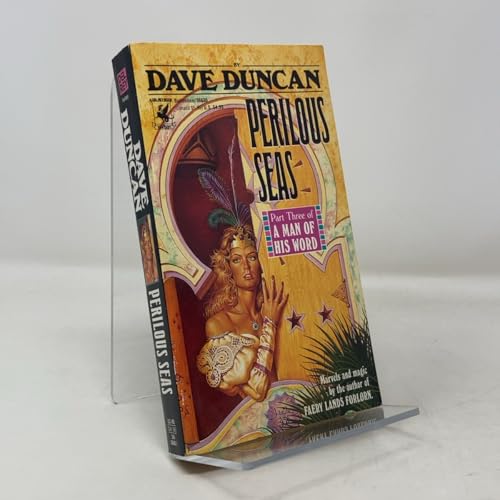 BY
DAVE DUNCAN
PERILOUS
SEAS
Part Three of
A MAN OF
HIS WORD
Marvels and magic
by the author of
FAERY LANDS FORLORN.
DAVE
DUNCAN
PERILOUS SEAS